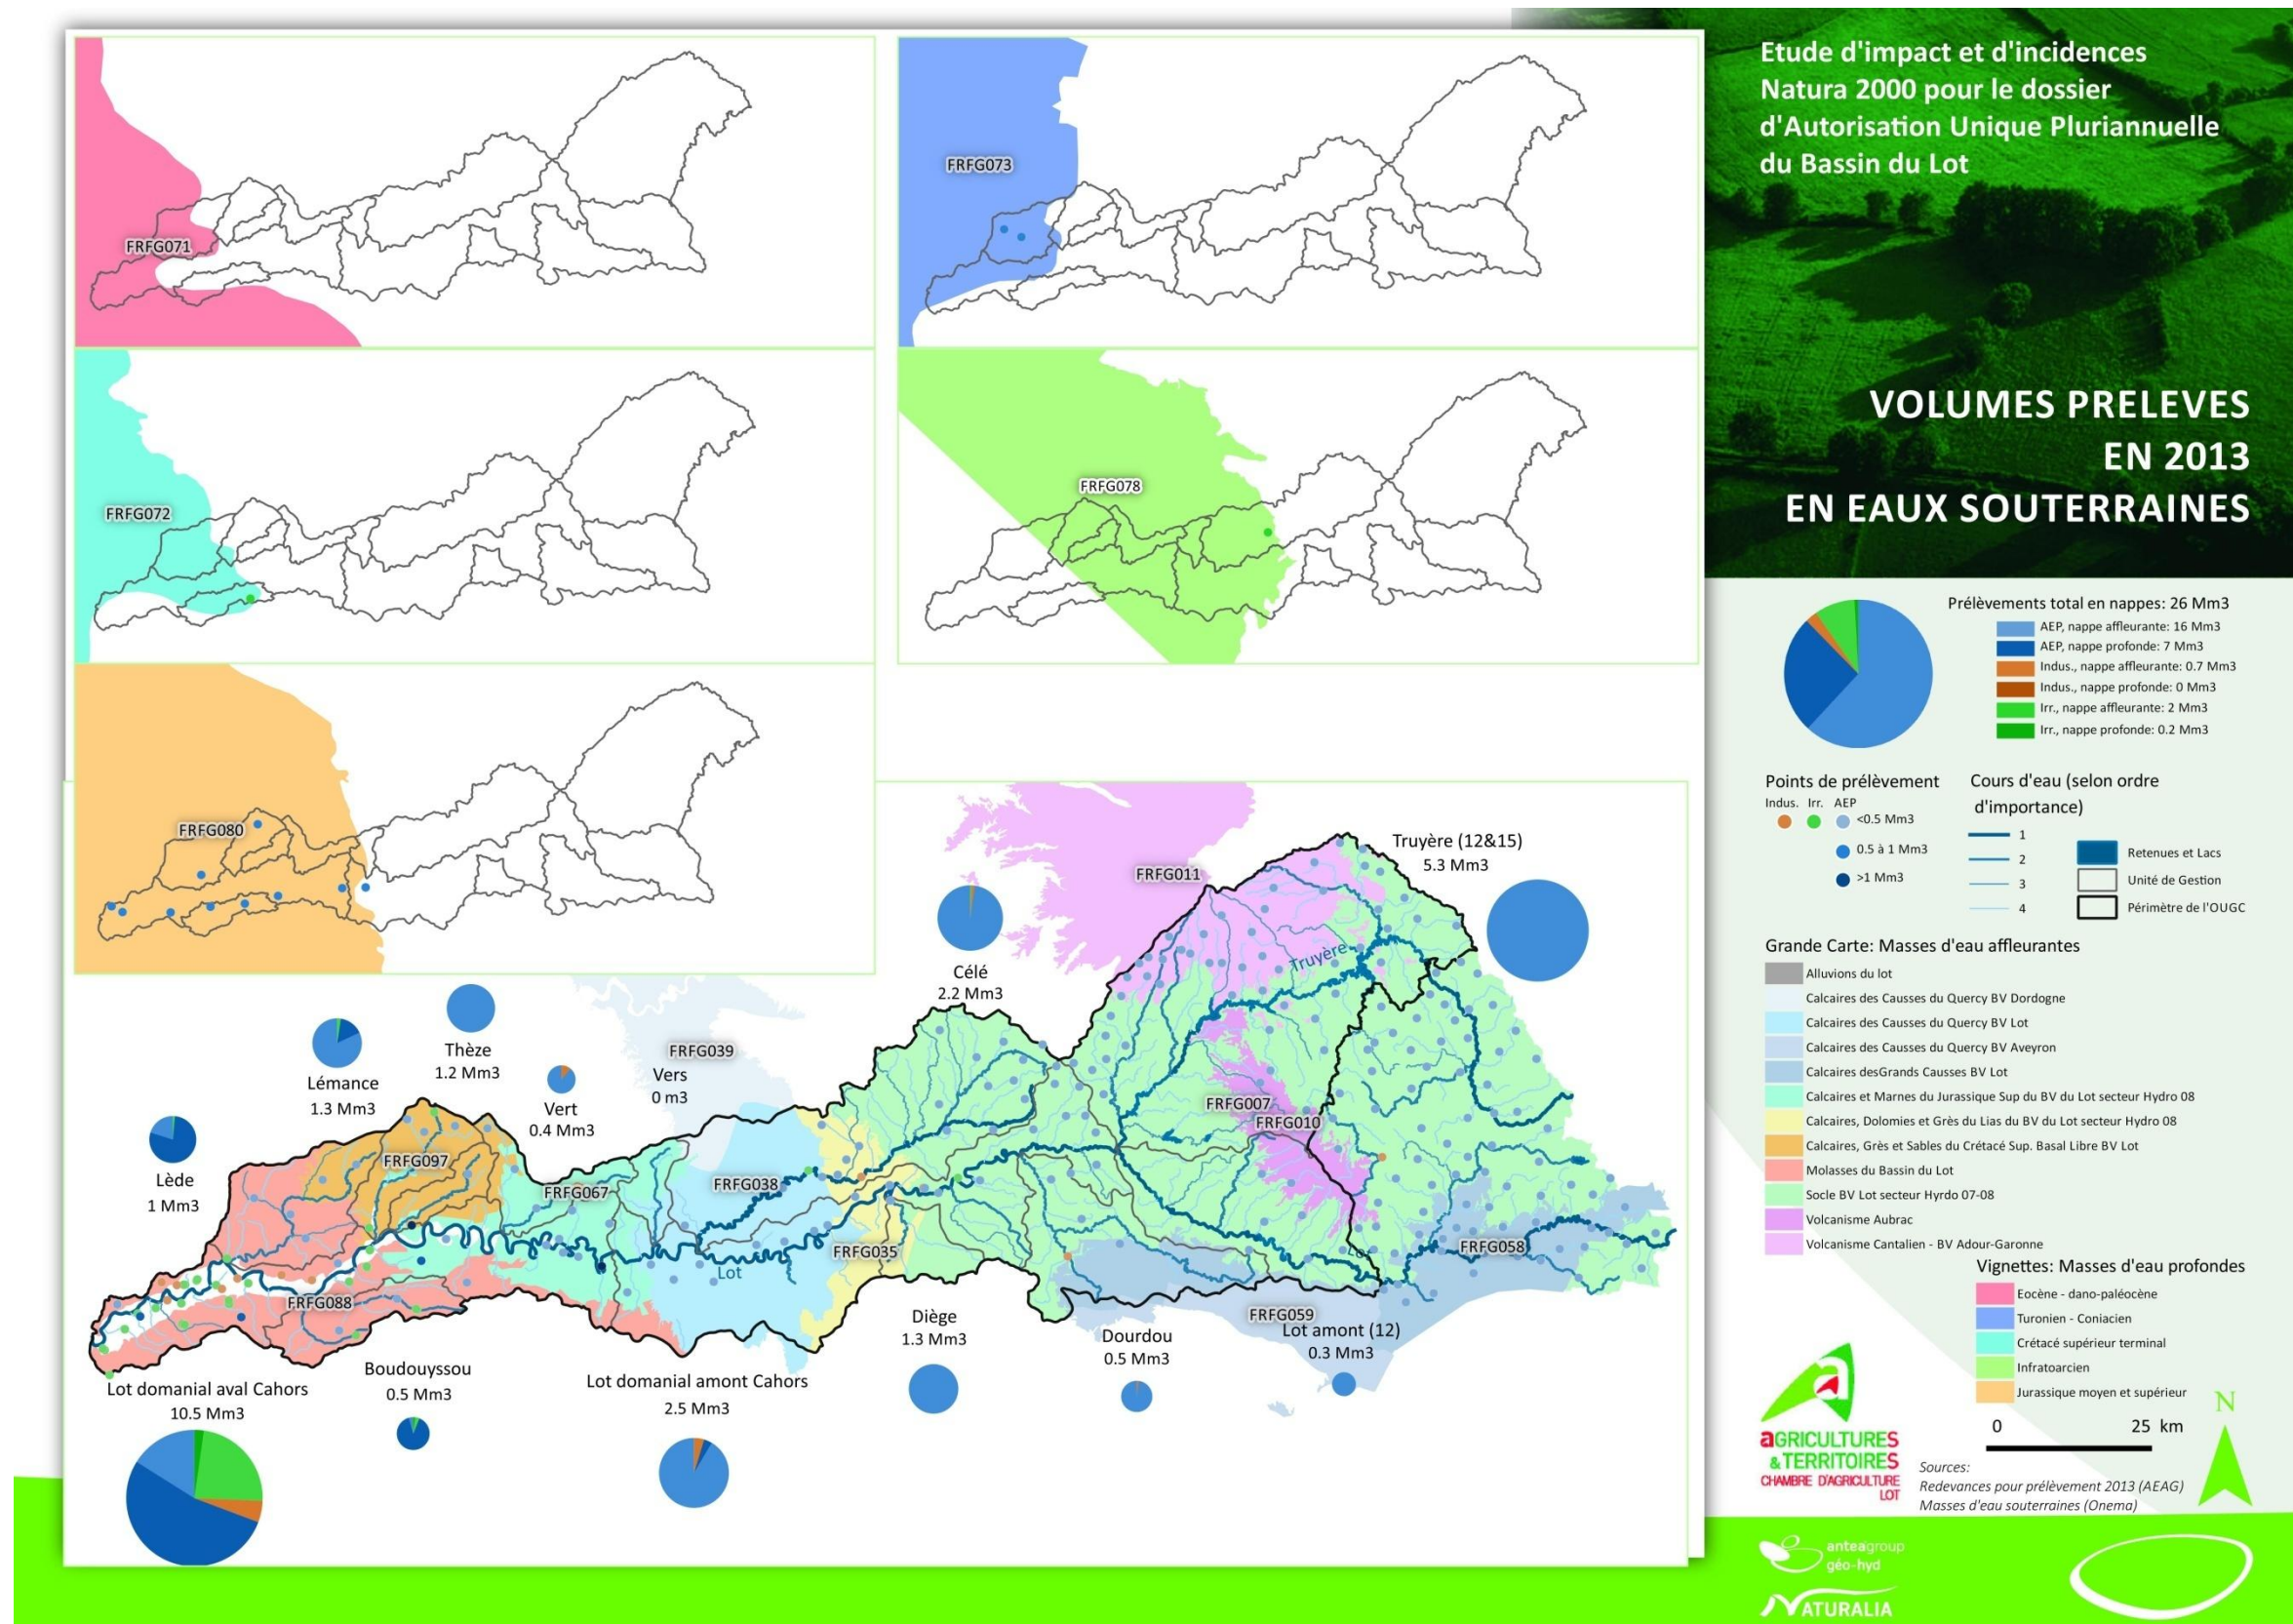 Etude d'impact et d'incidences
Natura 2000 pour le dossier
d'Autorisation Unique Pluriannuelle
du Bassin du Lot
VOLUMES PRELEVES
EN 2013
EN EAUX SOUTERRAINES
FRFG071
FRFG073
FRFG072
FRFG078
FRFG080
Prélèvements total en nappes: 26 Mm3
AEP, nappe affleurante: 16 Mm3
AEP, nappe profonde: 7 Mm3
Indus., nappe affleurante: 0.7 Mm3
Indus., nappe profonde: 0 Mm3
Irr., nappe affleurante: 2 Mm3
Irr., nappe profonde: 0.2 Mm3
Points de prélèvement
Indus. Irr. AEP
<0.5 Mm3
0.5 à 1 Mm3
>1 Mm3
Cours d'eau (selon ordre
d'importance)
1
2
3
4
Retenues et Lacs
Unité de Gestion
Périmètre de l'OUGC
Grande Carte: Masses d'eau affleurantes
Alluvions du lot
Calcaires des Causses du Quercy BV Dordogne
Calcaires des Causses du Quercy BV Lot
Calcaires des Causses du Quercy BV Aveyron
Calcaires desGrands Causses BV Lot
Calcaires et Marnes du Jurassique Sup du BV du Lot secteur Hydro 08
Calcaires, Dolomies et Grès du Lias du BV du Lot secteur Hydro 08
Calcaires, Grès et Sables du Crétacé Sup. Basal Libre BV Lot
Molasses du Bassin du Lot
Socle BV Lot secteur Hyrdo 07-08
Volcanisme Aubrac
Volcanisme Cantalien - BV Adour-Garonne
Vignettes: Masses d'eau profondes
Eocène - dano-paléocène
Turonien - Coniacien
Crétacé supérieur terminal
Infratoarcien
Jurassique moyen et supérieur
N
0 25 km
Sources:
Redevances pour prélèvement 2013 (AEAG)
Masses d'eau souterraines (Onema)
aGRICULTURES
& TERRITOIRES
CHAMBRE D'AGRICULTURE
LOT
anteagroup
géo-hyd
NATURALIA
Truyère (12&15)
5.3 Mm3
FRFG011
Truyère
Célé
2.2 Mm3
Thèze
1.2 Mm3
Lémance
1.3 Mm3
Vert
0.4 Mm3
FRFG039
Vers
0 m3
Lède
1 Mm3
FRFG097
FRFG067
FRFG038
FRFG007
FRFG010
FRFG035
FRFG058
Lot
Lot
FRFG088
FRFG059
Lot amont (12)
0.3 Mm3
Dourdou
0.5 Mm3
Diège
1.3 Mm3
Lot domanial amont Cahors
2.5 Mm3
Boudouyssou
0.5 Mm3
Lot domanial aval Cahors
10.5 Mm3